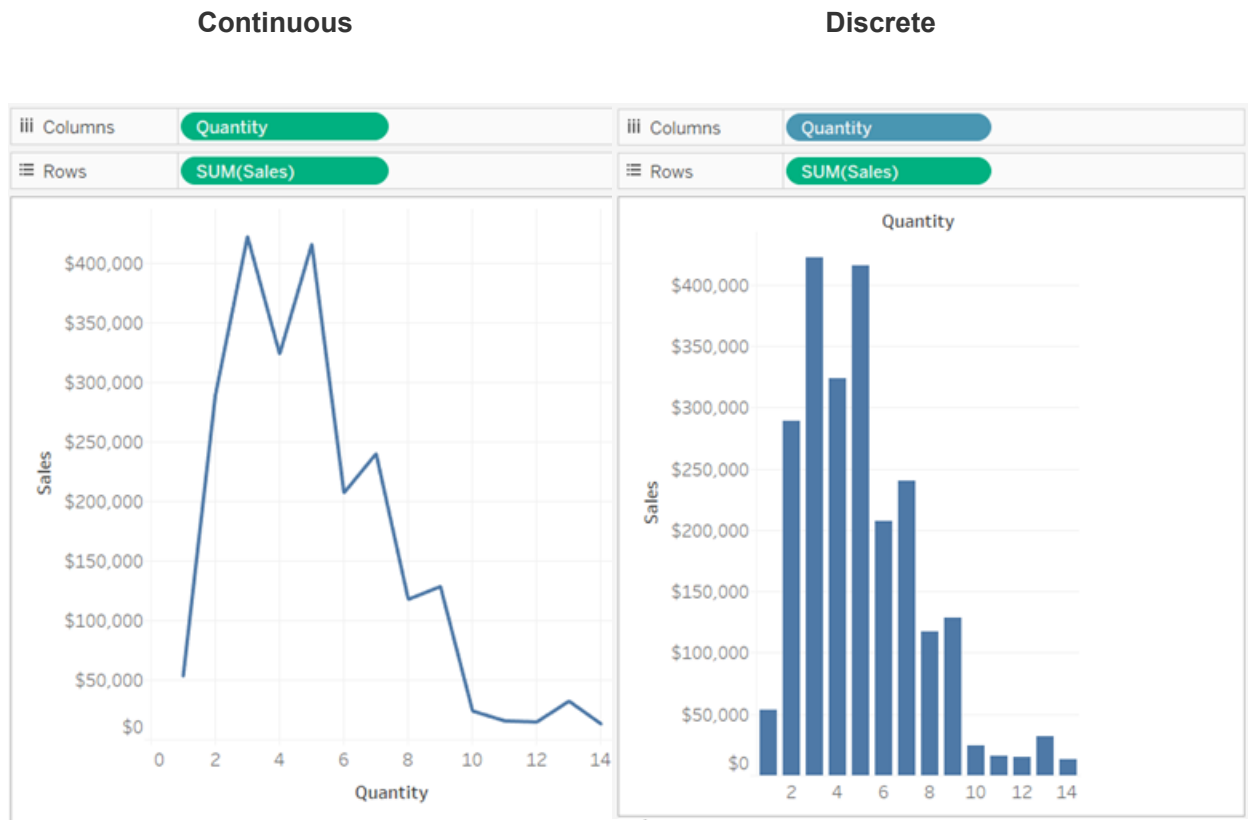 Continuous
Discrete
Columns Quantity
Rows SUM(Sales)
$400,000
$350,000
$300,000
$250,000
$200,000
$150,000
$100,000
$50,000
$0
Sales
0 2 4 6 8 10 12 14
Quantity
Columns Quantity
Rows SUM(Sales)
Quantity
$400,000
$350,000
$300,000
$250,000
$200,000
$150,000
$100,000
$50,000
$0
Sales
2 4 6 8 10 12 14